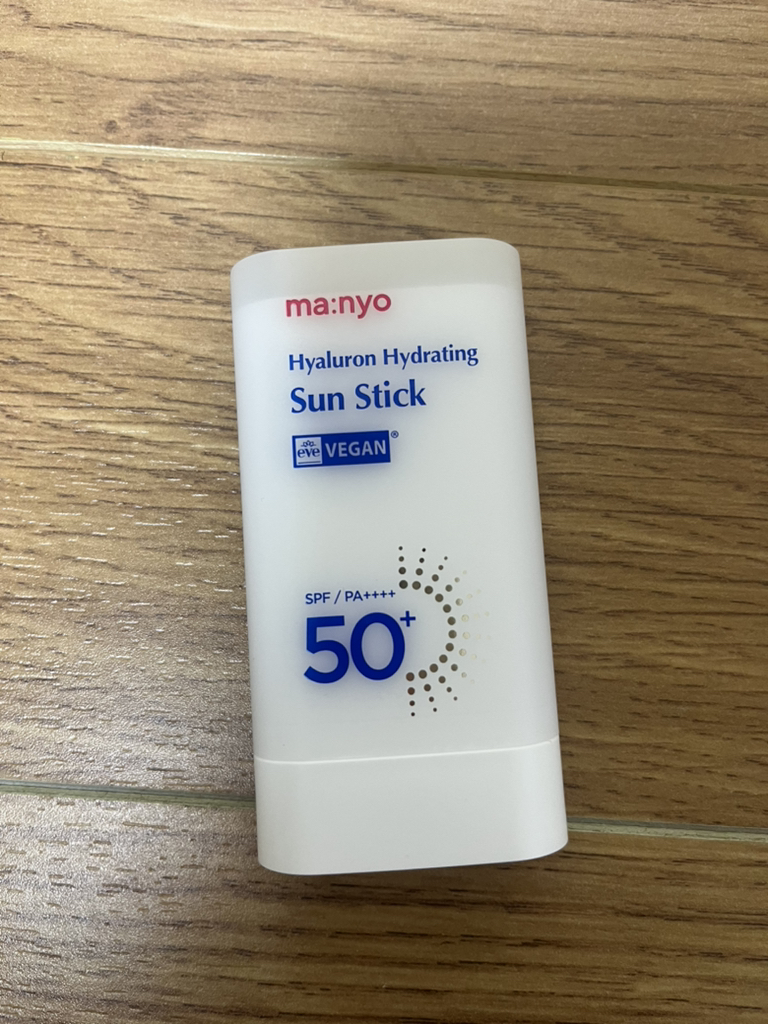 ma:nyo
Hyaluron Hydrating
Sun Stick
eve VEGAN®
SPF / PA++++
50+